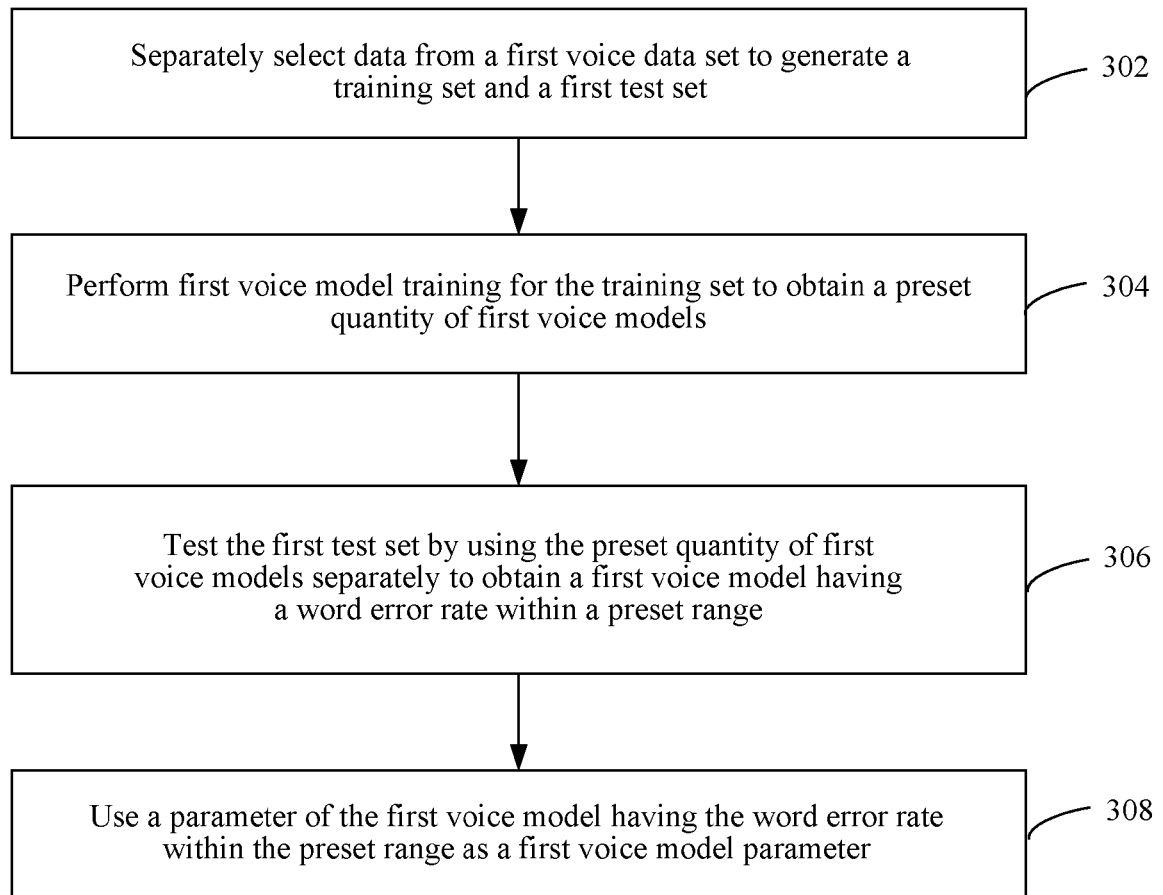 Separately select data from a first voice data set to generate a
training set and a first test set
302
Perform first voice model training for the training set to obtain a preset
quantity of first voice models
304
Test the first test set by using the preset quantity of first
voice models separately to obtain a first voice model having
a word error rate within a preset range
306
Use a parameter of the first voice model having the word error rate
within the preset range as a first voice model parameter
308